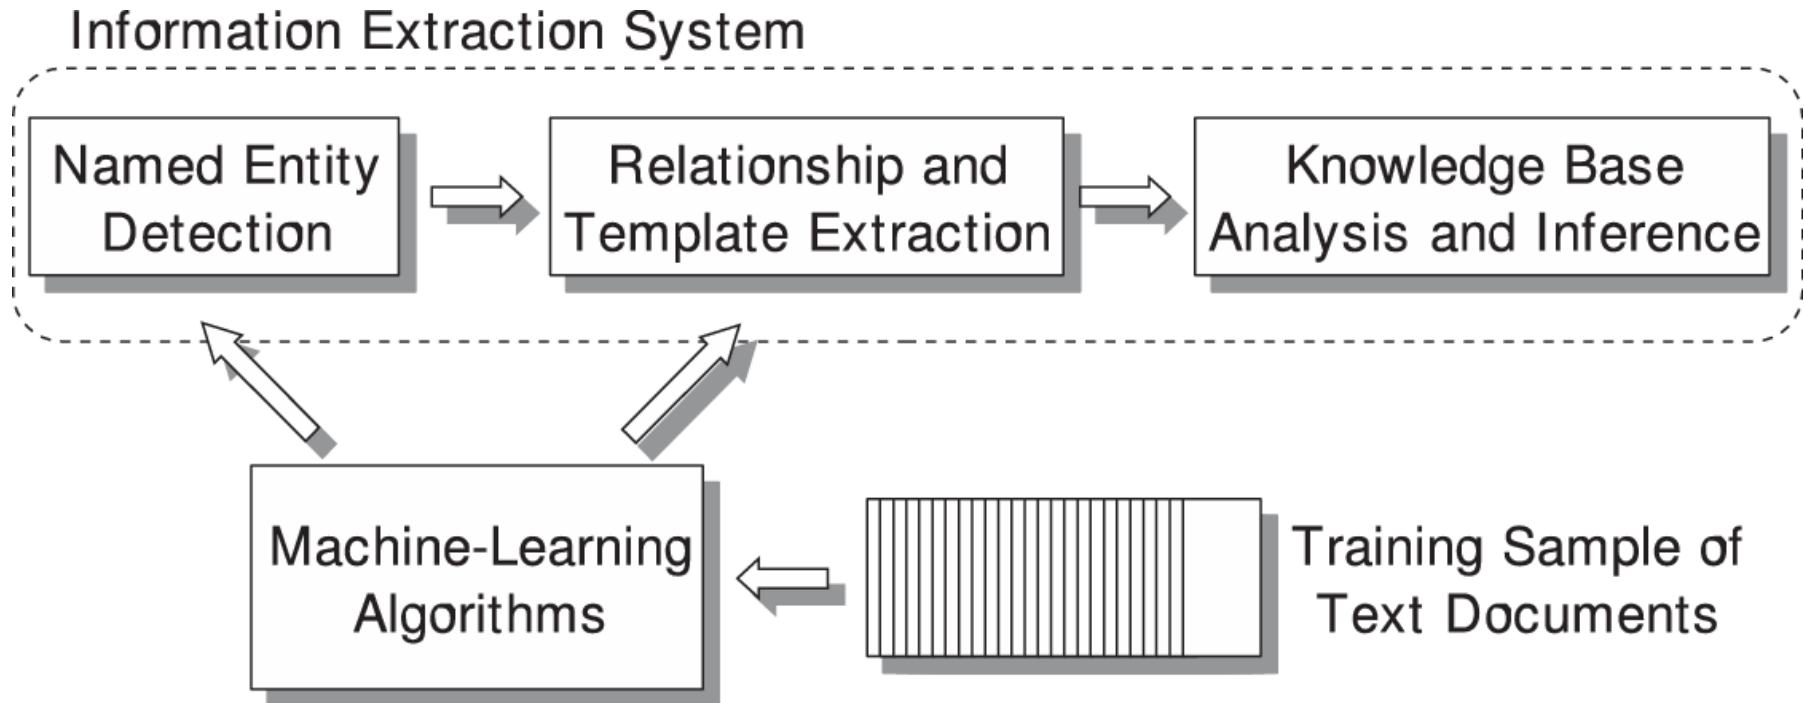 Information Extraction System
Named Entity
Detection
Relationship and
Template Extraction
Knowledge Base
Analysis and Inference
Machine-Learning
Algorithms
Training Sample of
Text Documents